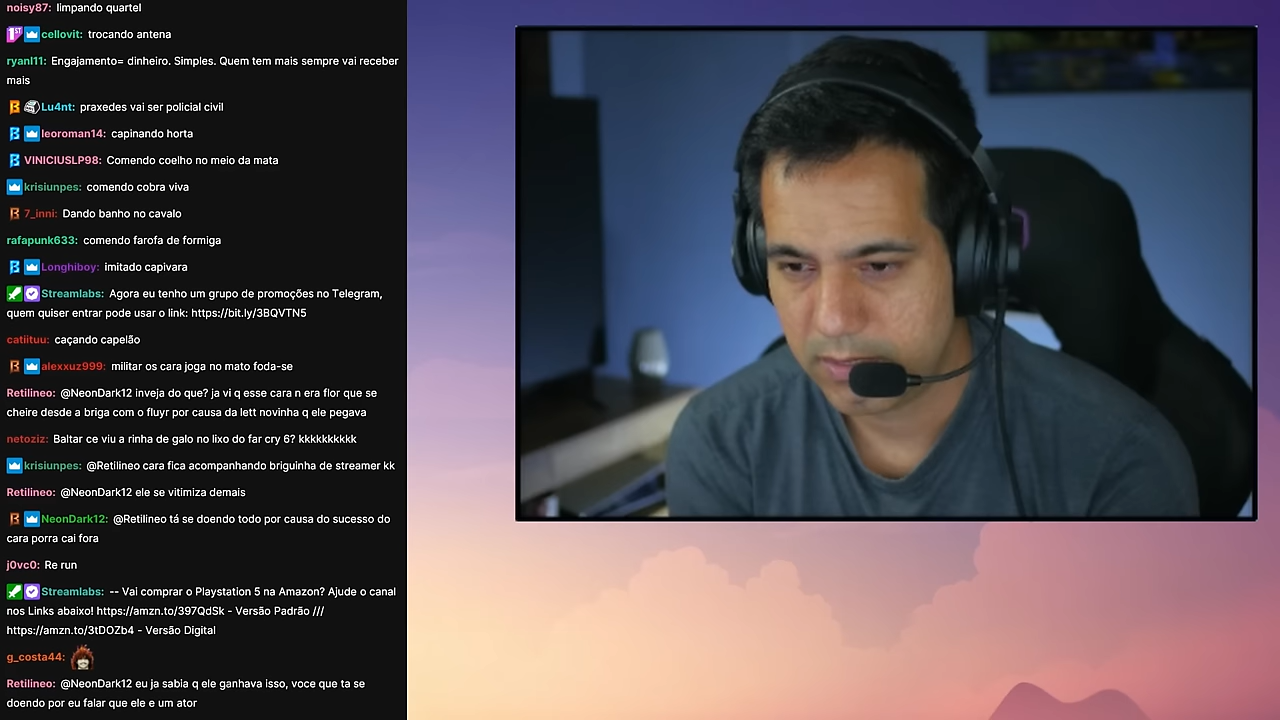 noisy87: limpando quartel
1ST cellovit: trocando antena
ryanl11: Engajamento= dinheiro. Simples. Quem tem mais sempre vai receber
mais
Lu4nt: praxedes vai ser policial civil
leoroman14: capinando horta
VINICIUSLP98: Comendo coelho no meio da mata
krisiunpes: comendo cobra viva
7_inni: Dando banho no cavalo
rafapunk633: comendo farofa de formiga
Longhiboy: imitado capivara
Streamlabs: Agora eu tenho um grupo de promoções no Telegram,
quem quiser entrar pode usar o link: https://bit.ly/3BQVTN5
catiituu: caçando capelão
alexxuz999: militar os cara joga no mato foda-se
Retilineo: @NeonDark12 inveja do que? ja vi q esse cara n era flor que se
cheire desde a briga com o fluyr por causa da lett novinha q ele pegava
netoziz: Baltar ce viu a rinha de galo no lixo do far cry 6? kkkkkkkkkk
krisiunpes: @Retilineo cara fica acompanhando briguinha de streamer kk
Retilineo: @NeonDark12 ele se vitimiza demais
NeonDark12: @Retilineo tá se doendo todo por causa do sucesso do
cara porra cai fora
j0vc0: Re run
Streamlabs: -- Vai comprar o Playstation 5 na Amazon? Ajude o canal
nos Links abaixo! https://amzn.to/397QdSk - Versão Padrão ///
https://amzn.to/3tDOZb4 - Versão Digital
g_costa44:
Retilineo: @NeonDark12 eu ja sabia q ele ganhava isso, voce que ta se
doendo por eu falar que ele e um ator